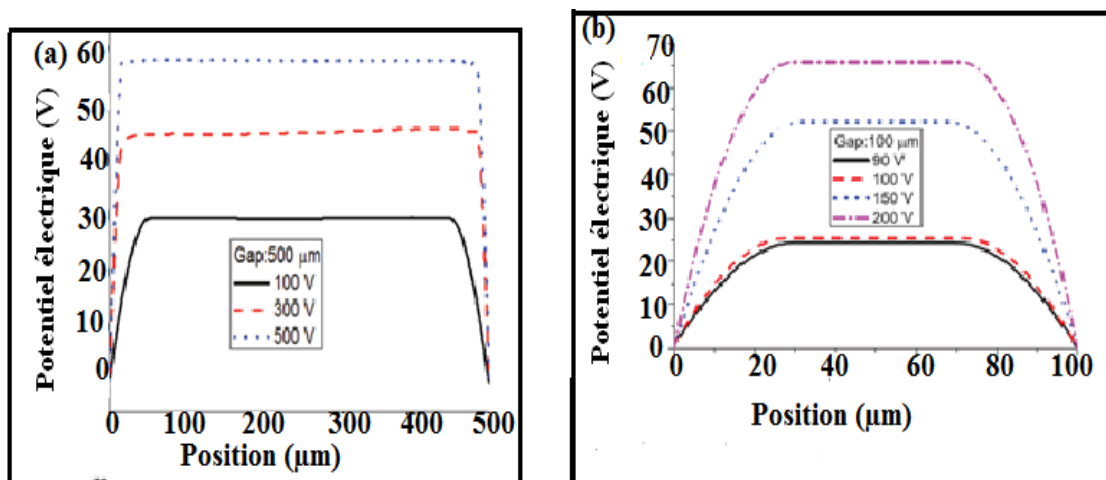 (a)
Potentiel électrique (V)
60
50
40
30
20
10
0
Gap:500 μm
100 V
300 V
500 V
0 100 200 300 400 500
Position (μm)
(b)
Potentiel électrique (V)
70
60
50
40
30
20
10
0
Gap:100 μm
90 V
100 V
150 V
200 V
0 20 40 60 80 100
Position (μm)